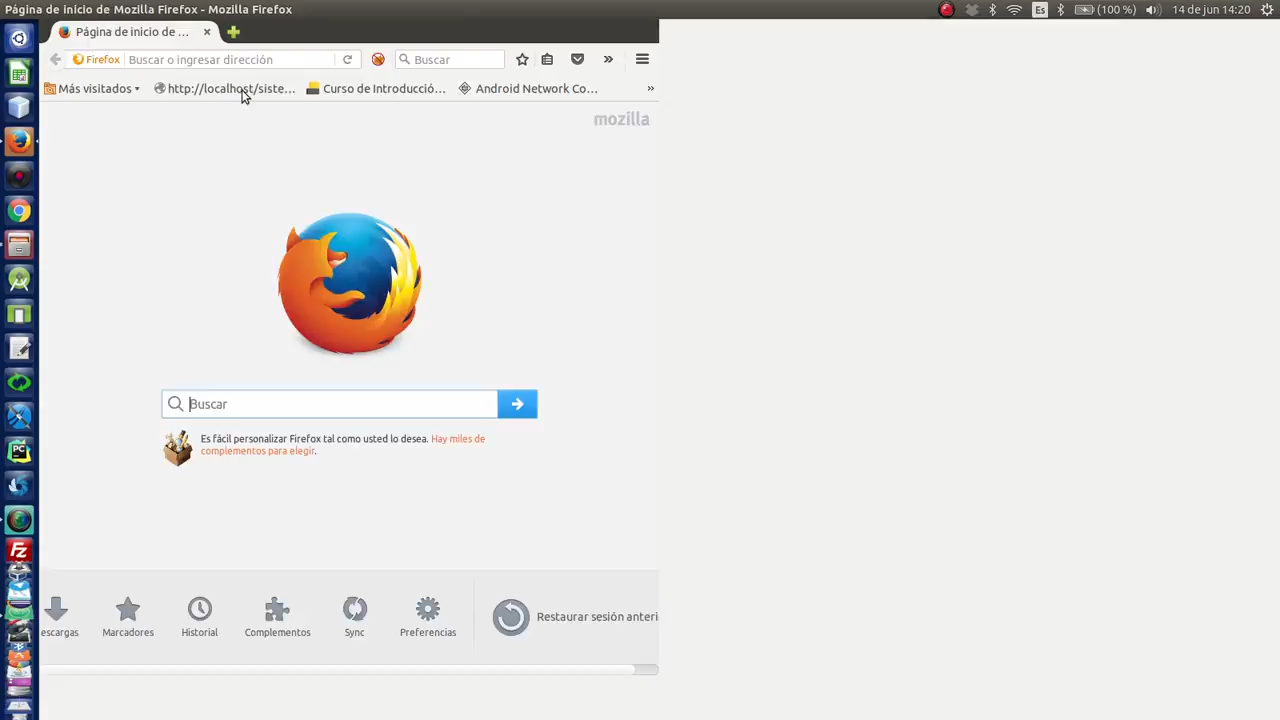 Página de inicio de Mozilla Firefox - Mozilla Firefox
Es
(100 %)
14 de jun 14:20
Página de inicio de ...
Firefox
Buscar o ingresar dirección
Buscar
Más visitados
http://localhost/siste...
Curso de Introducció...
Android Network Co...
mozilla
Buscar
Es fácil personalizar Firefox tal como usted lo desea. Hay miles de
complementos para elegir.
escargas
Marcadores
Historial
Complementos
Sync
Preferencias
Restaurar sesión anteri
PC
FZ